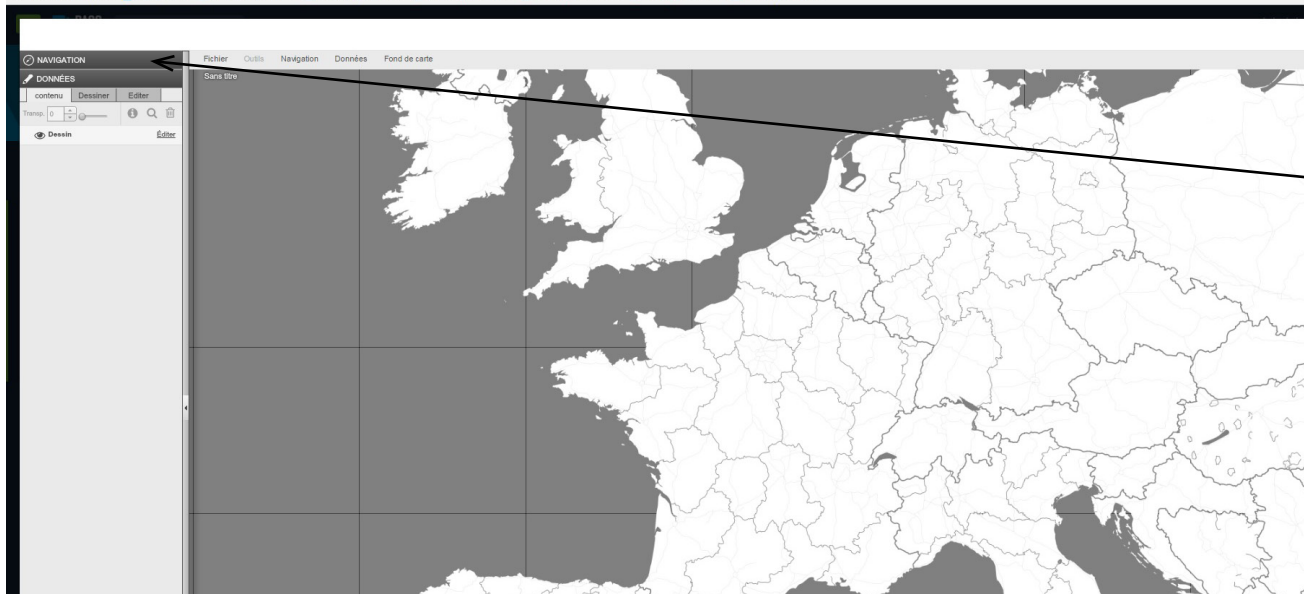 NAVIGATION
Fichier Outils Navigation Données Fond de carte
DONNÉES
Sans titre
contenu Dessiner Editer
Transp. 0
Dessin Éditer